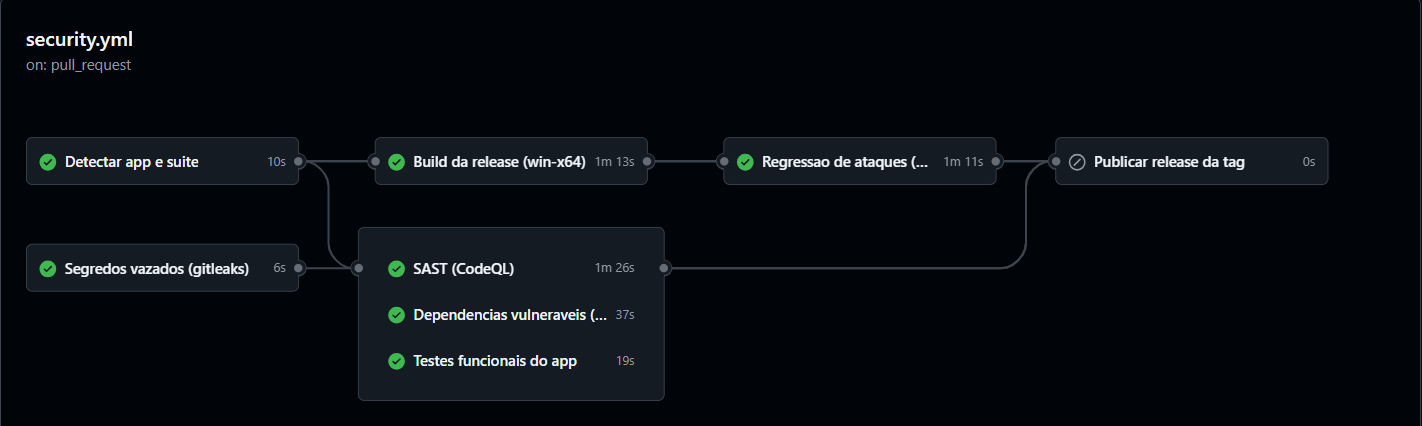 security.yml
on: pull_request
Detectar app e suite 10s
Build da release (win-x64) 1m 13s
Regressao de ataques (... 1m 11s
Publicar release da tag 0s
Segredos vazados (gitleaks) 6s
SAST (CodeQL) 1m 26s
Dependencias vulneraveis (... 37s
Testes funcionais do app 19s